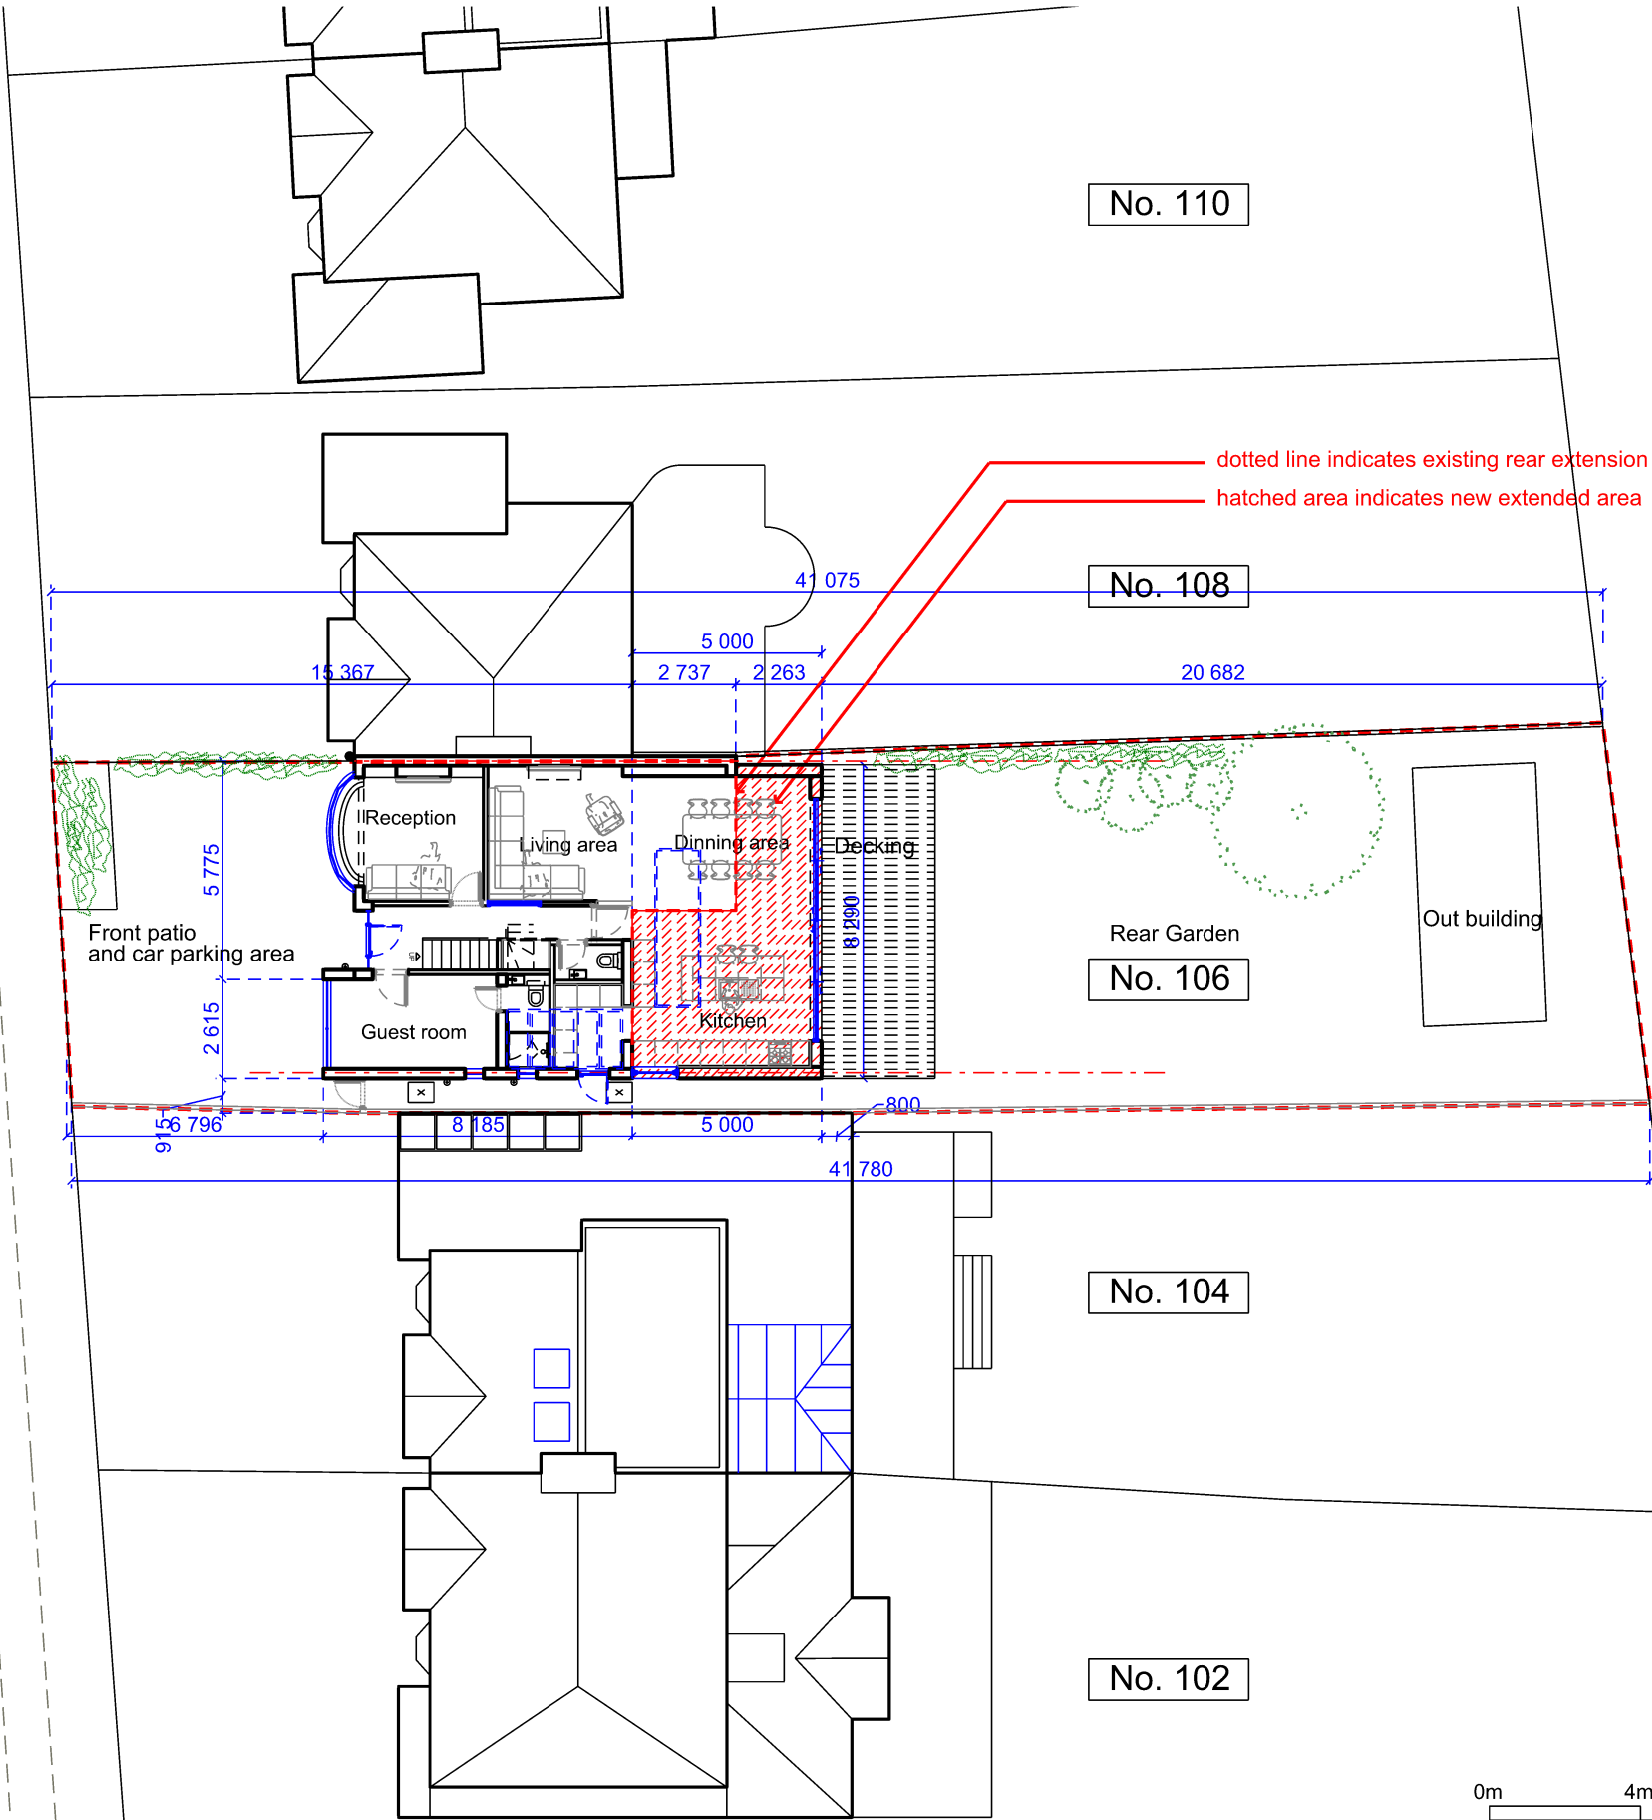 No. 110
dotted line indicates existing rear extension
hatched area indicates new extended area
No. 108
41 075
5 000
15 367
2 737
2 263
20 682
Reception
Living area
Dinning area
Decking
5 775
8 290
Front patio
and car parking area
Out building
Rear Garden
No. 106
Guest room
Kitchen
2 615
x
x
800
915
6 796
8 185
5 000
41 780
No. 104
No. 102
0m
4m